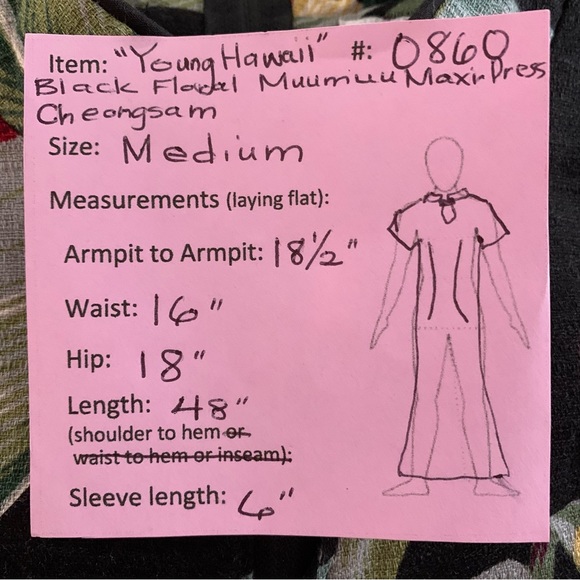 Item: "Young Hawaii" #: 0860
Black Floral Muumuu Maxi Dress
Cheongsam
Size: Medium
Measurements (laying flat):
Armpit to Armpit: 18½"
Waist: 16"
Hip: 18"
Length: 48"
(shoulder to hem or
waist to hem or inseam):
Sleeve length: 6"